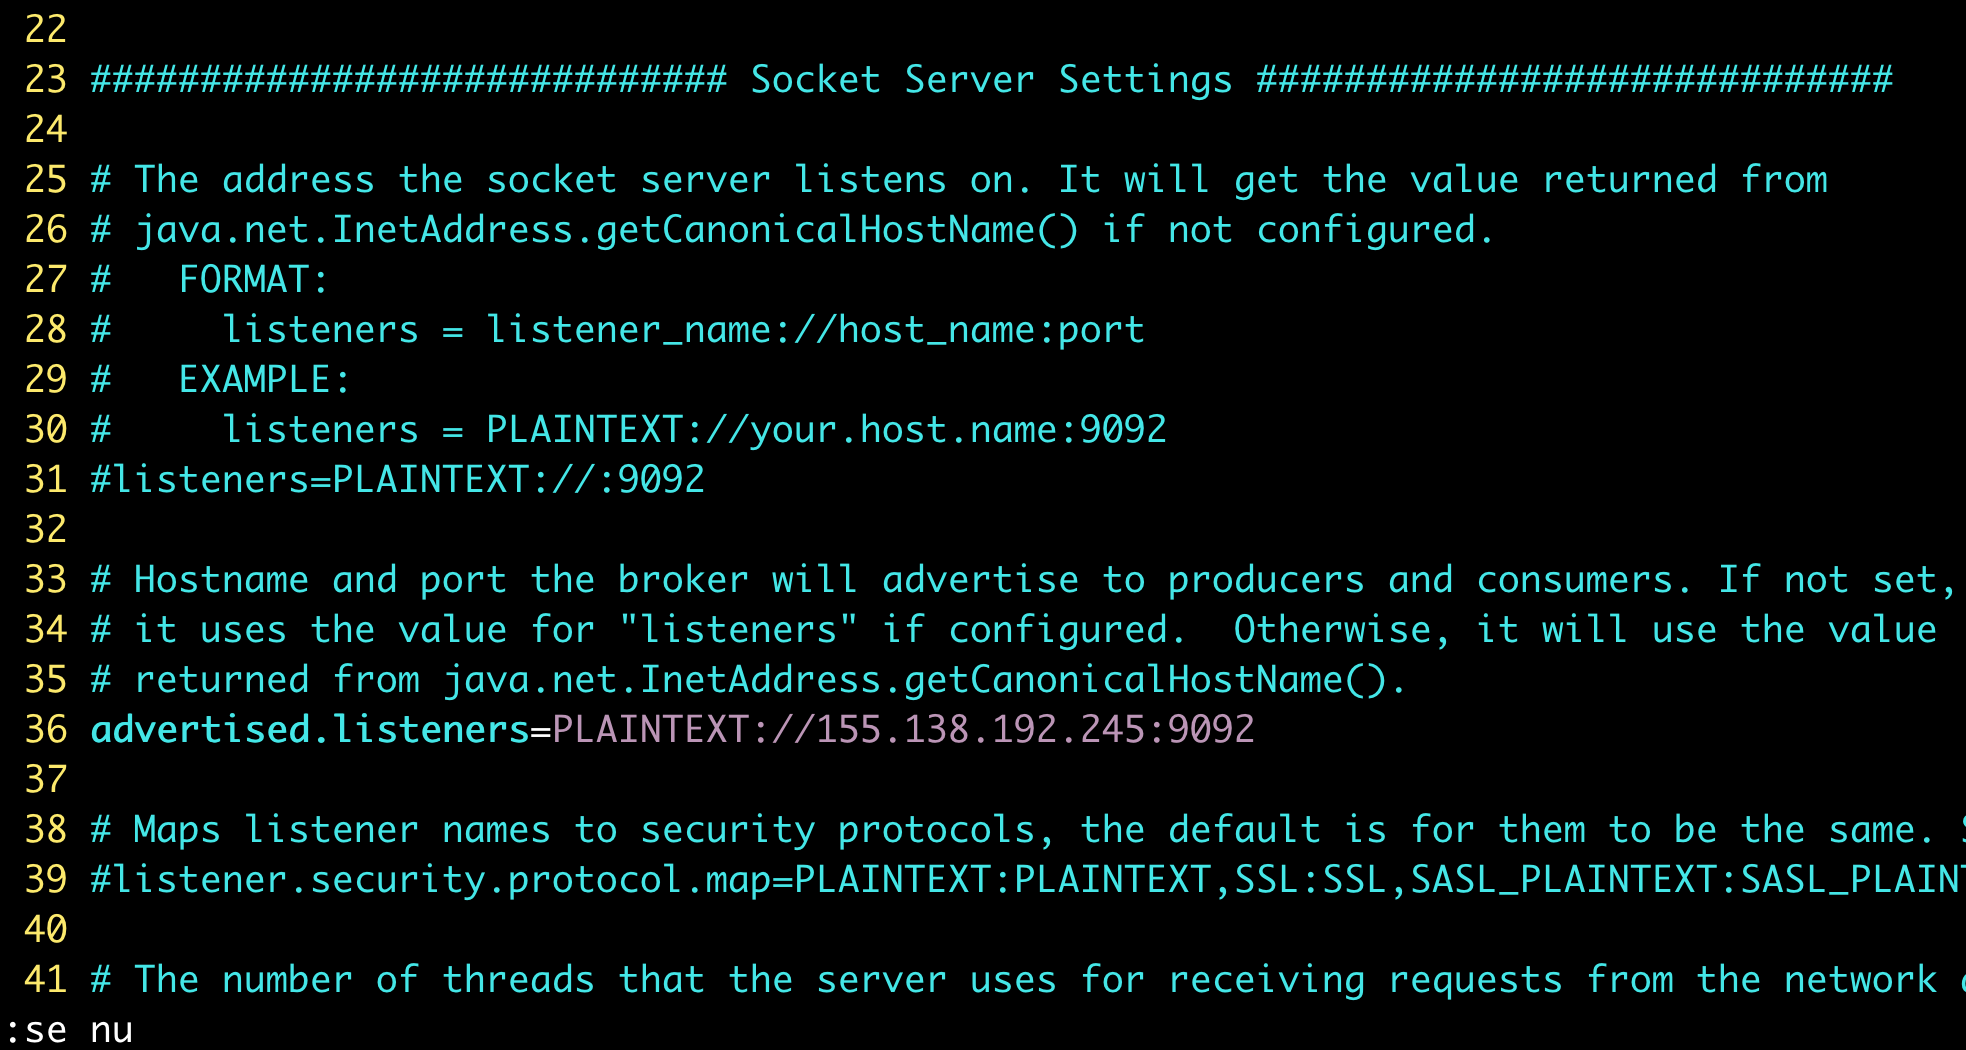 22
23 ############################# Socket Server Settings #############################
24
25 # The address the socket server listens on. It will get the value returned from
26 # java.net.InetAddress.getCanonicalHostName() if not configured.
27 #   FORMAT:
28 #     listeners = listener_name://host_name:port
29 #   EXAMPLE:
30 #     listeners = PLAINTEXT://your.host.name:9092
31 #listeners=PLAINTEXT://:9092
32
33 # Hostname and port the broker will advertise to producers and consumers. If not set,
34 # it uses the value for "listeners" if configured.  Otherwise, it will use the value
35 # returned from java.net.InetAddress.getCanonicalHostName().
36 advertised.listeners=PLAINTEXT://155.138.192.245:9092
37
38 # Maps listener names to security protocols, the default is for them to be the same.
39 #listener.security.protocol.map=PLAINTEXT:PLAINTEXT,SSL:SSL,SASL_PLAINTEXT:SASL_PLAIN
40
41 # The number of threads that the server uses for receiving requests from the network
:se nu